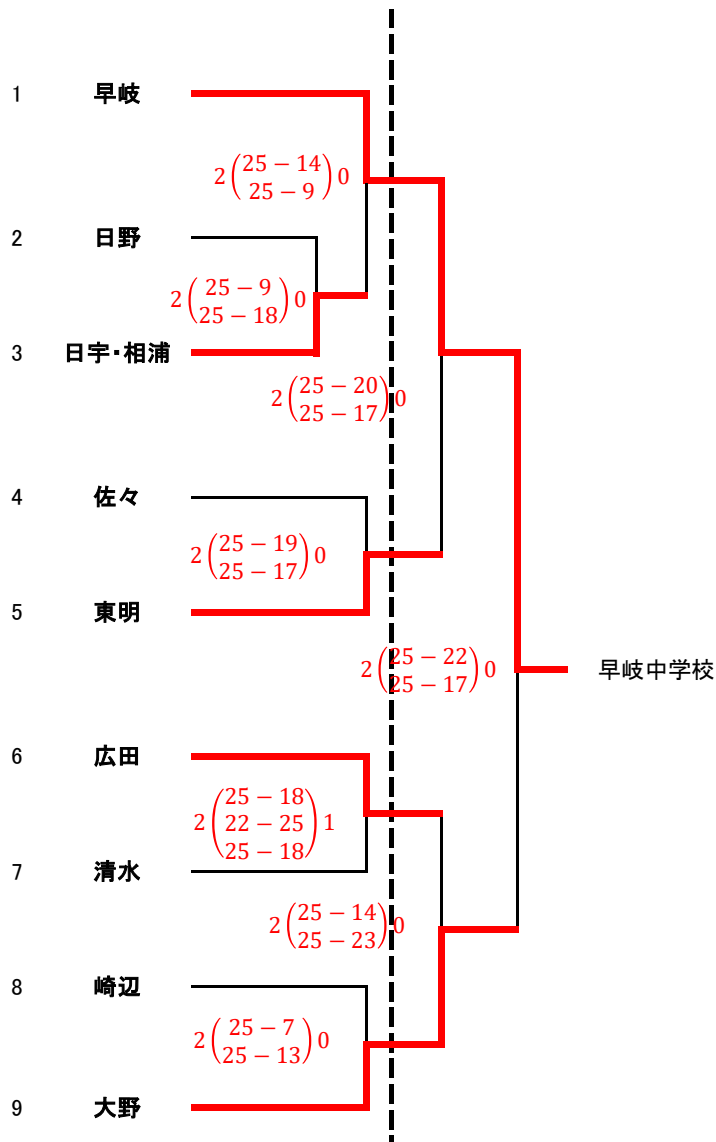 1 早岐
2(25 − 14
25 − 9)0
2 日野
2(25 − 9
25 − 18)0
3 日宇・相浦
2(25 − 20
25 − 17)0
4 佐々
2(25 − 19
25 − 17)0
5 東明
2(25 − 22
25 − 17)0
早岐中学校
6 広田
2(25 − 18
22 − 25
25 − 18)1
7 清水
2(25 − 14
25 − 23)0
8 崎辺
2(25 − 7
25 − 13)0
9 大野